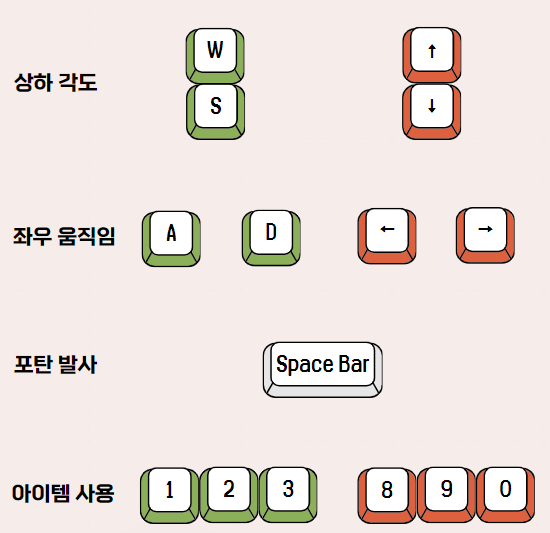 W ↑
상하 각도
S ↓
좌우 움직임 A D ← →
포탄 발사 Space Bar
아이템 사용 1 2 3 8 9 0